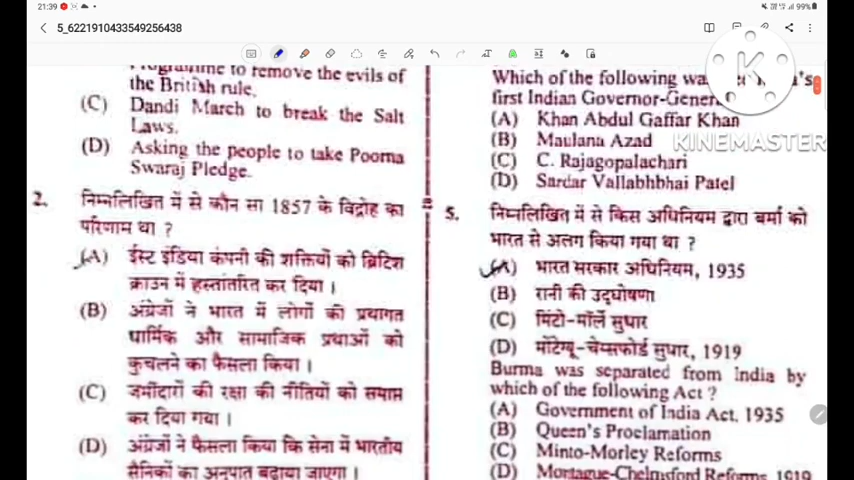 21:39
99%
5_6221910433549256438
Programme to remove the evils of
the British rule.
(C) Dandi March to break the Salt
Laws.
(D) Asking the people to take Poorna
Swaraj Pledge.
2. निम्नलिखित में से कौन सा 1857 के विद्रोह का
परिणाम था ?
(A) ईस्ट इंडिया कंपनी की शक्तियों को ब्रिटिश
क्राउन में हस्तांतरित कर दिया ।
(B) अंग्रेजों ने भारत में लोगों की प्रथागत
धार्मिक और सामाजिक प्रथाओं को
कुचलने का फैसला किया ।
(C) जमींदारों की रक्षा की नीतियों को समाप्त
कर दिया गया ।
(D) अंग्रेजों ने फैसला किया कि सेना में भारतीय
सैनिकों का अनुपात बढ़ाया जाएगा ।
Which of the following
first Indian Governor-General
(A) Khan Abdul Gaffar Khan
(B) Maulana Azad
(C) C. Rajagopalachari
(D) Sardar Vallabhbhai Patel
5. निम्नलिखित में से किस अधिनियम द्वारा बर्मा को
भारत से अलग किया गया था ?
(A) भारत सरकार अधिनियम, 1935
(B) रानी की उद्घोषणा
(C) मिंटो-मॉर्ले सुधार
(D) मोंटेग्यू-चेम्सफोर्ड सुधार, 1919
Burma was separated from India by
which of the following Act ?
(A) Government of India Act. 1935
(B) Queen's Proclamation
(C) Minto-Morley Reforms
(D) Montague-Chelmsford Reforms, 1919
K
KINEMASTER